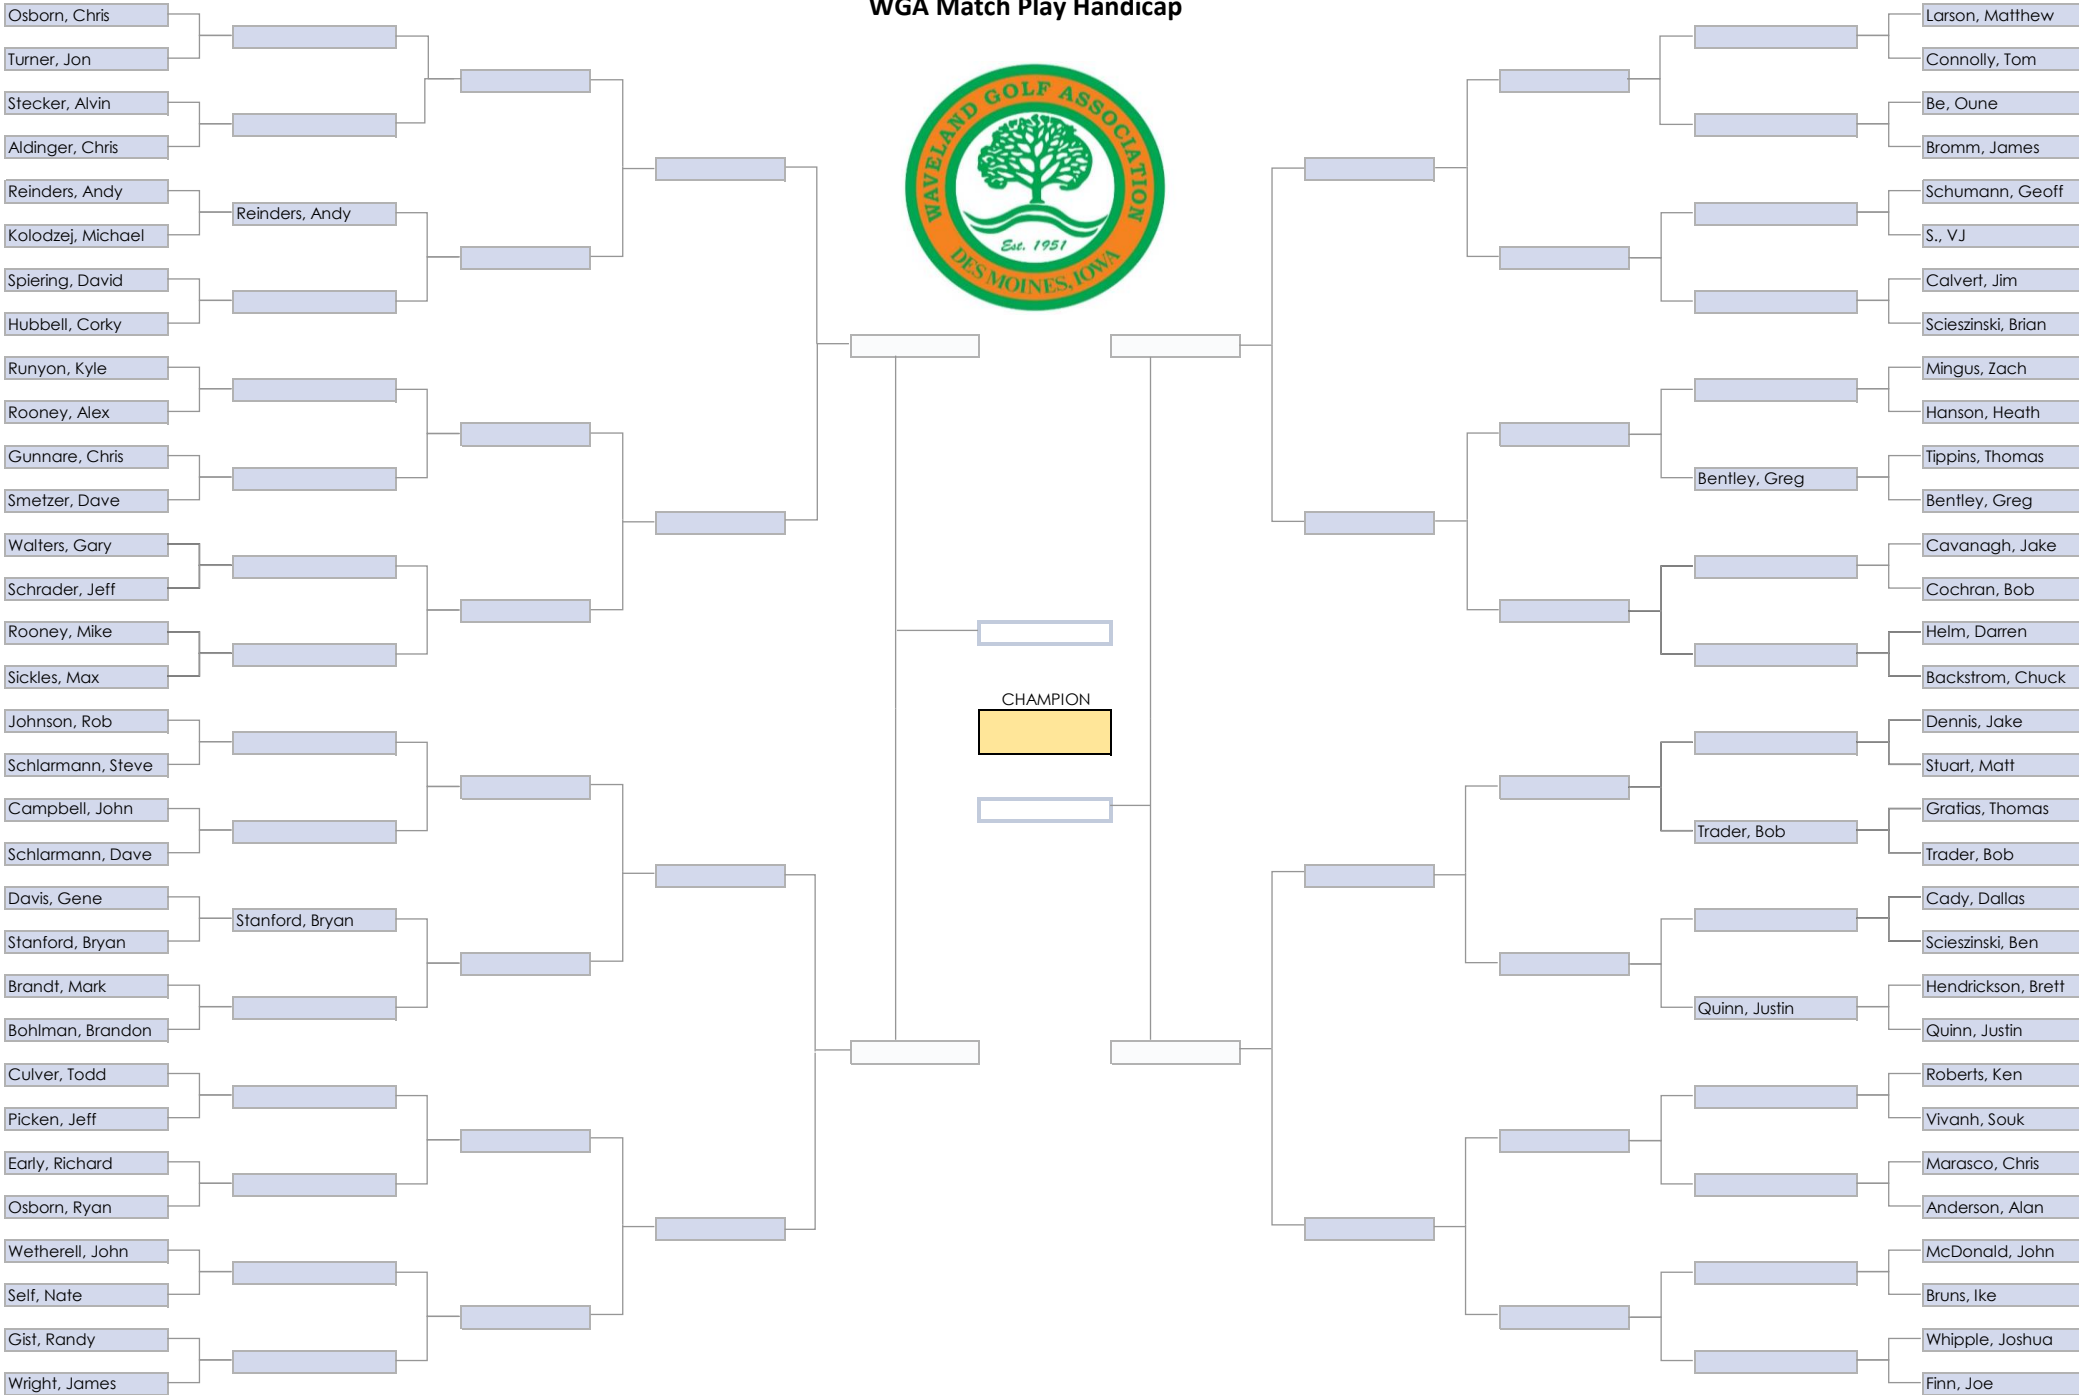 WGA Match Play Handicap
WAVELAND GOLF ASSOCIATION
Est. 1951
DES MOINES, IOWA
Osborn, Chris
Turner, Jon
Stecker, Alvin
Aldinger, Chris
Reinders, Andy
Reinders, Andy
Kolodzej, Michael
Spiering, David
Hubbell, Corky
Runyon, Kyle
Rooney, Alex
Gunnare, Chris
Smetzer, Dave
Walters, Gary
Schrader, Jeff
Rooney, Mike
Sickles, Max
Johnson, Rob
Schlarmann, Steve
Campbell, John
Schlarmann, Dave
Davis, Gene
Stanford, Bryan
Stanford, Bryan
Brandt, Mark
Bohlman, Brandon
Culver, Todd
Picken, Jeff
Early, Richard
Osborn, Ryan
Wetherell, John
Self, Nate
Gist, Randy
Wright, James
CHAMPION
Larson, Matthew
Connolly, Tom
Be, Oune
Bromm, James
Schumann, Geoff
S., VJ
Calvert, Jim
Scieszinski, Brian
Mingus, Zach
Hanson, Heath
Tippins, Thomas
Bentley, Greg
Bentley, Greg
Cavanagh, Jake
Cochran, Bob
Helm, Darren
Backstrom, Chuck
Dennis, Jake
Stuart, Matt
Gratias, Thomas
Trader, Bob
Trader, Bob
Cady, Dallas
Scieszinski, Ben
Hendrickson, Brett
Quinn, Justin
Quinn, Justin
Roberts, Ken
Vivanh, Souk
Marasco, Chris
Anderson, Alan
McDonald, John
Bruns, Ike
Whipple, Joshua
Finn, Joe